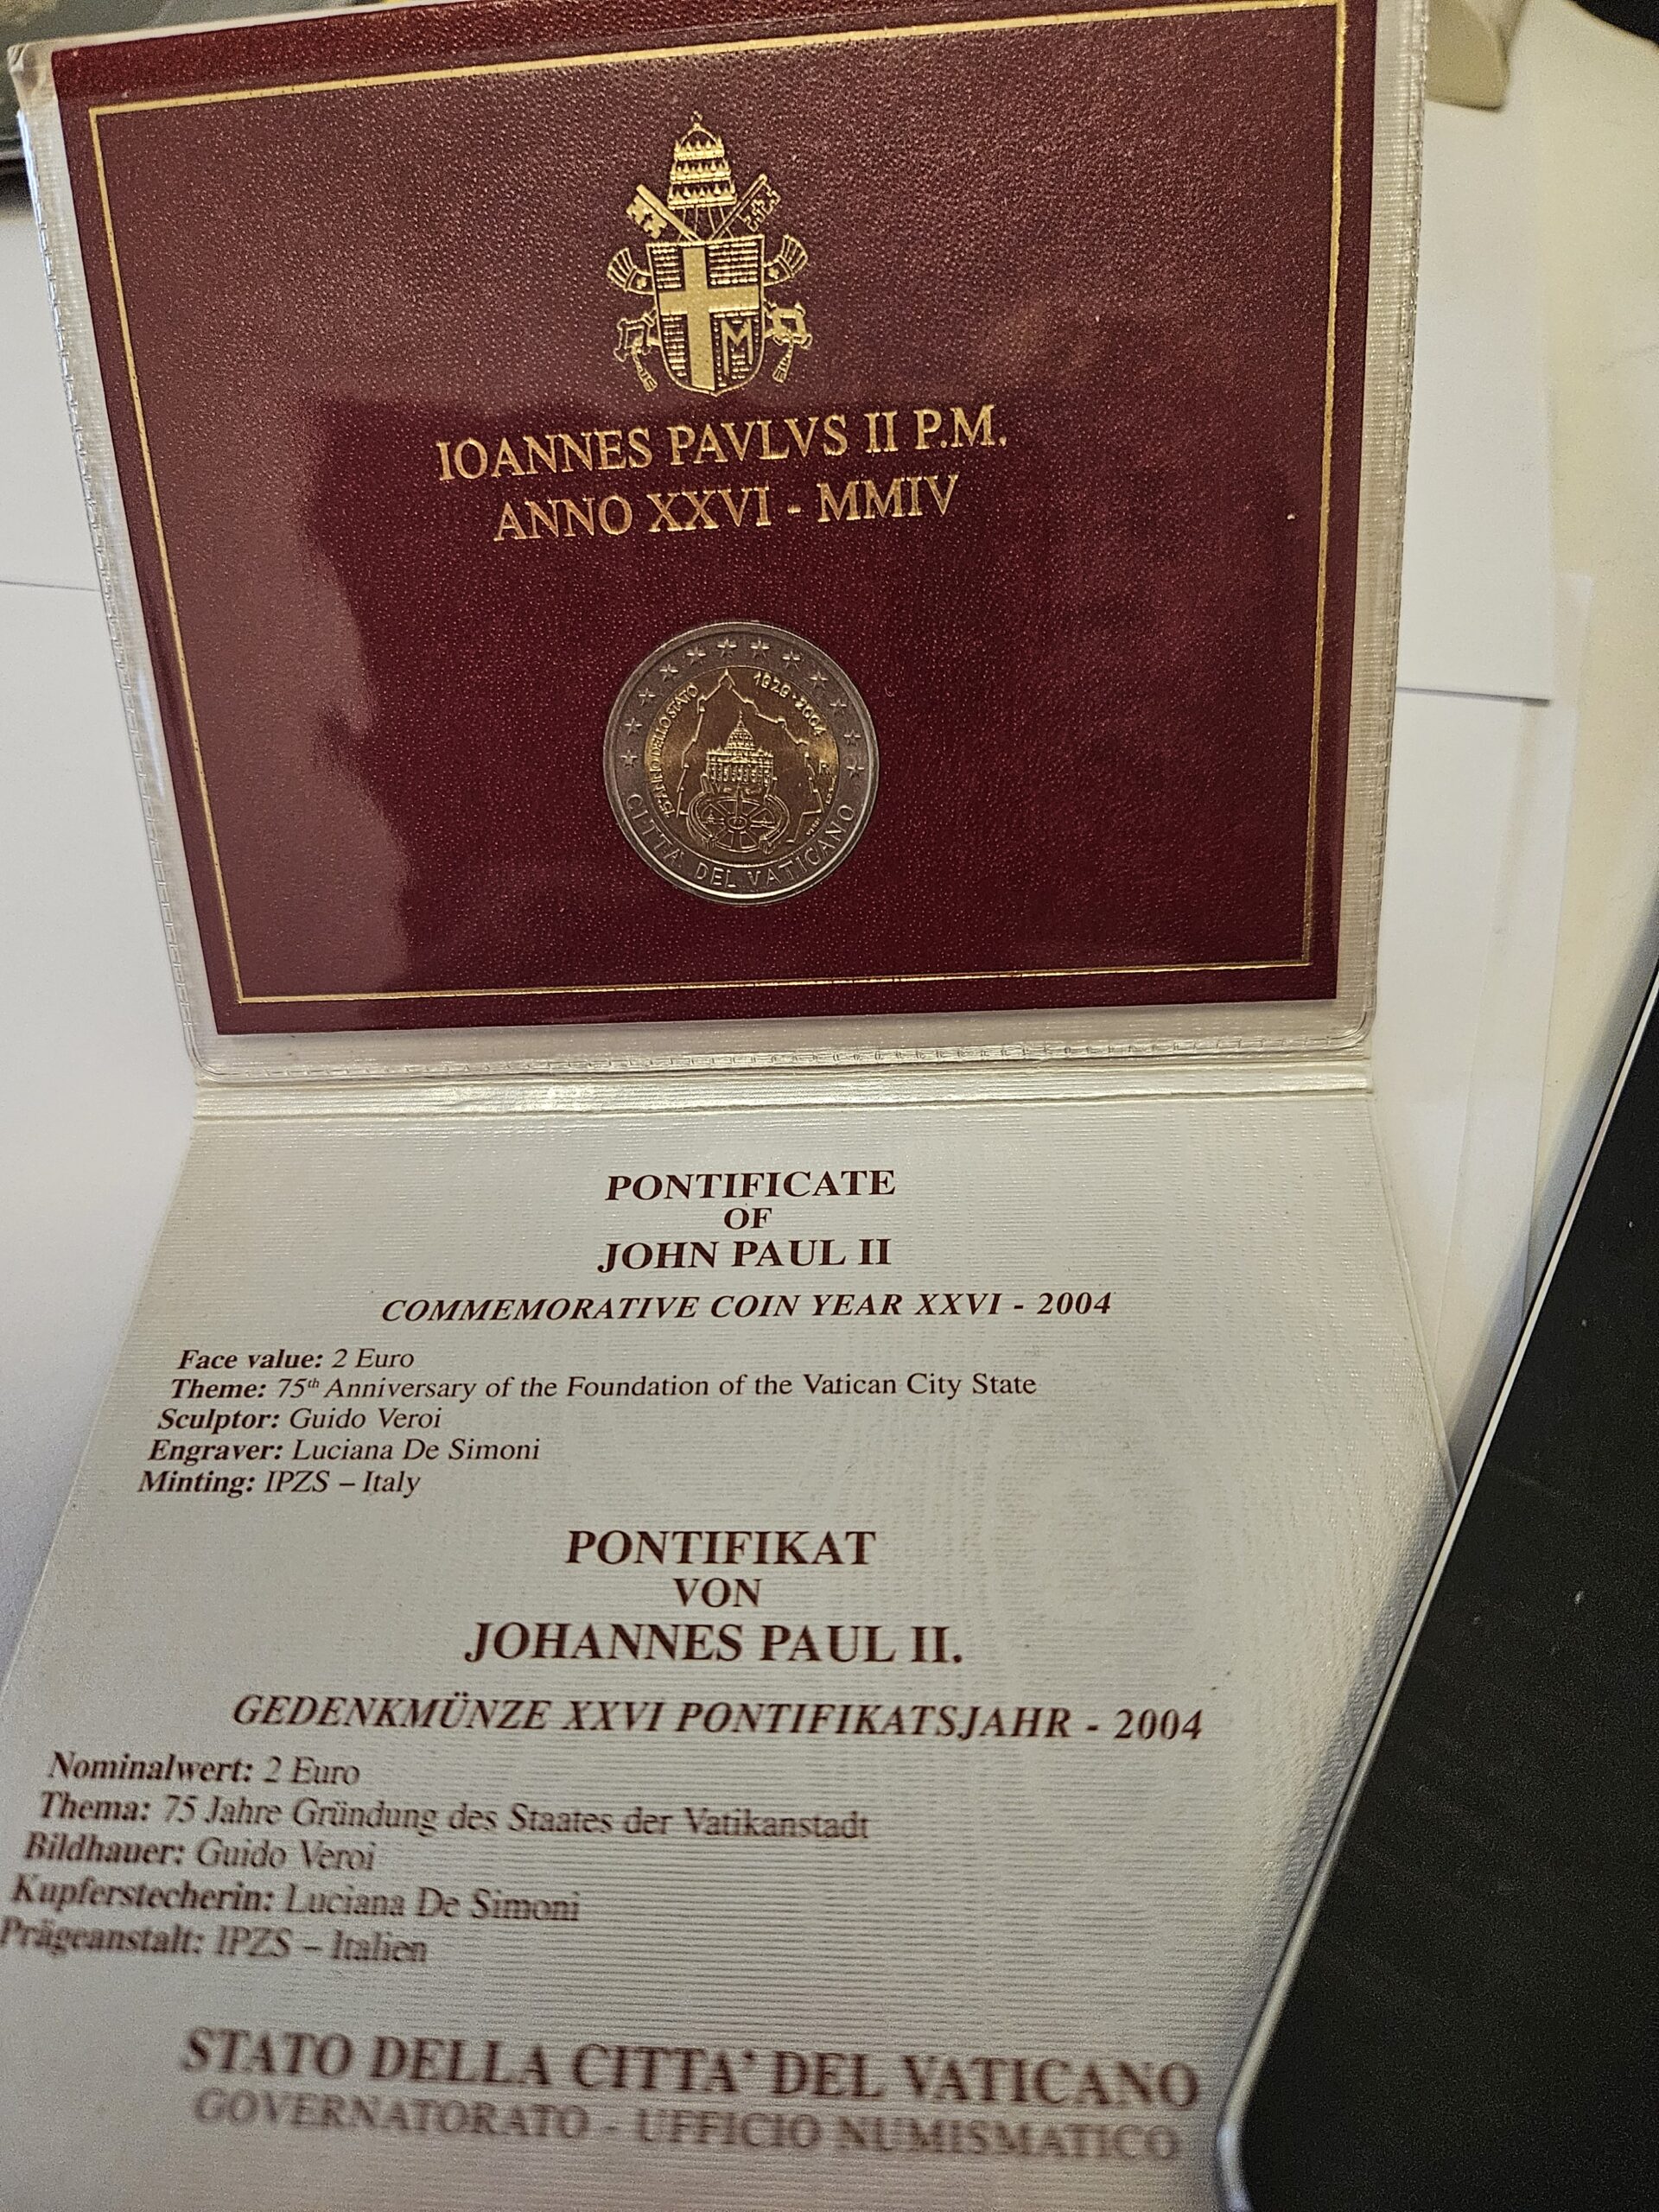 M
IOANNES PAVLVS II P.M.
ANNO XXVI - MMIV
75° ANNO DELLO STATO
1929-2004
R
CITTA' DEL VATICANO
PONTIFICATE
OF
JOHN PAUL II
COMMEMORATIVE COIN YEAR XXVI - 2004
Face value: 2 Euro
Theme: 75th Anniversary of the Foundation of the Vatican City State
Sculptor: Guido Veroi
Engraver: Luciana De Simoni
Minting: IPZS – Italy
PONTIFIKAT
VON
JOHANNES PAUL II.
GEDENKMÜNZE XXVI PONTIFIKATSJAHR - 2004
Nominalwert: 2 Euro
Thema: 75 Jahre Gründung des Staates der Vatikanstadt
Bildhauer: Guido Veroi
Kupferstecherin: Luciana De Simoni
Prägeanstalt: IPZS – Italien
STATO DELLA CITTA' DEL VATICANO
GOVERNATORATO - UFFICIO NUMISMATICO